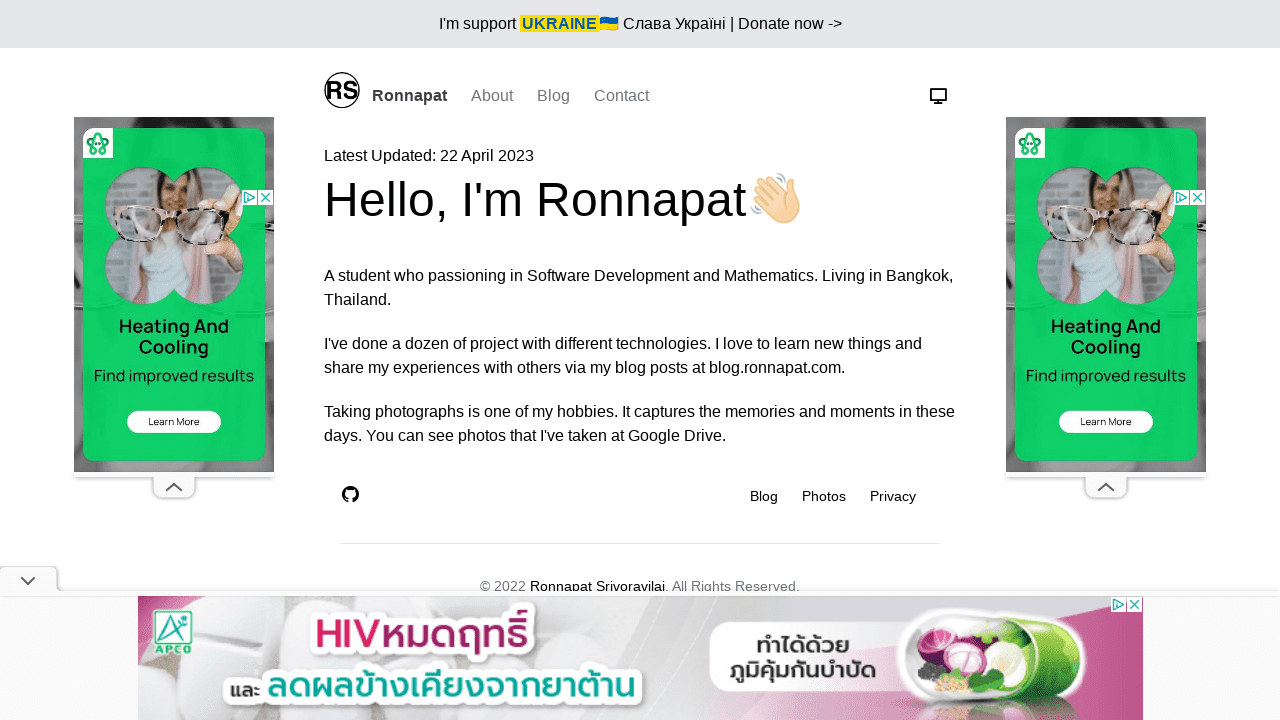 I'm support UKRAINE🇺🇦 Слава Україні | Donate now ->
RS Ronnapat About Blog Contact
Latest Updated: 22 April 2023
Hello, I'm Ronnapat👋🏼
A student who passioning in Software Development and Mathematics. Living in Bangkok,
Thailand.
I've done a dozen of project with different technologies. I love to learn new things and
share my experiences with others via my blog posts at blog.ronnapat.com.
Taking photographs is one of my hobbies. It captures the memories and moments in these
days. You can see photos that I've taken at Google Drive.
Blog Photos Privacy
© 2022 Ronnapat Srivoravilai. All Rights Reserved.
Heating And
Cooling
Find improved results
Learn More
Heating And
Cooling
Find improved results
Learn More
APCO
HIVหมดฤทธิ์
และ ลดผลข้างเคียงจากยาต้าน
ทำได้ด้วย
ภูมิคุ้มกันบำบัด